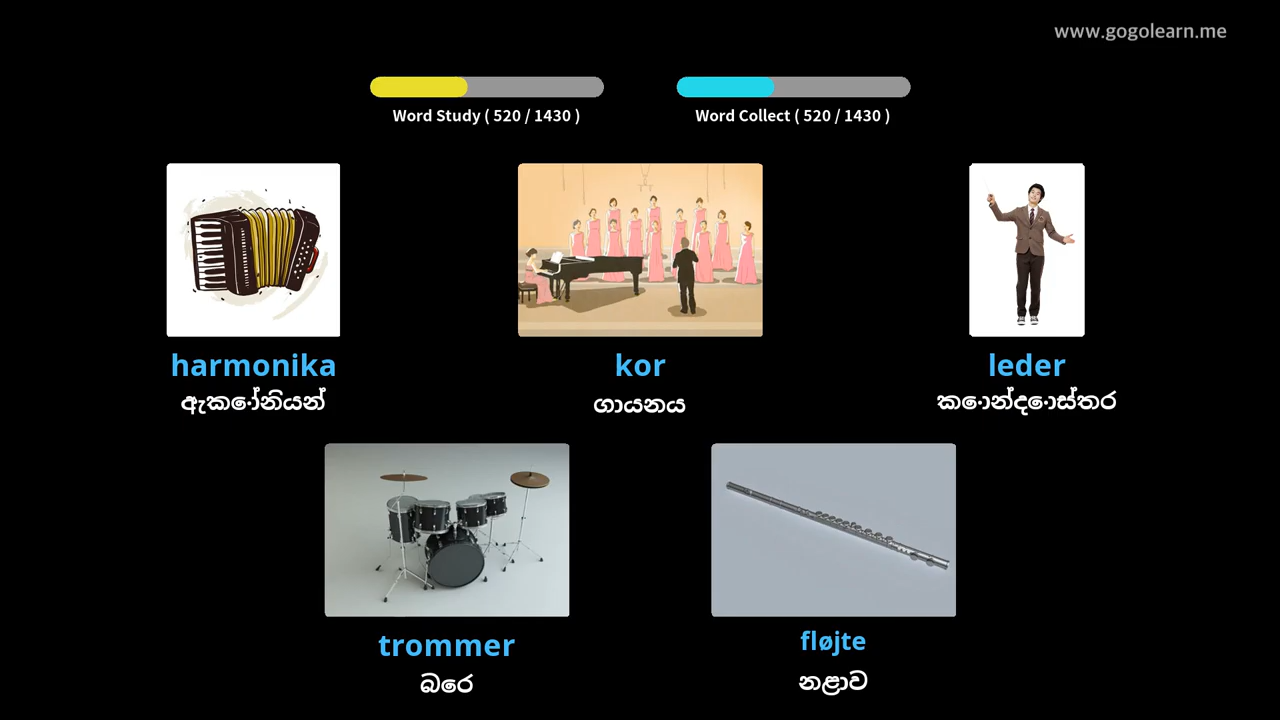 www.gogolearn.me
Word Study ( 520 / 1430 )
Word Collect ( 520 / 1430 )
harmonika
ඇකෝනියන්
kor
ගායනය
leder
කොන්දොස්තර
trommer
බරෙ
fløjte
නළාව